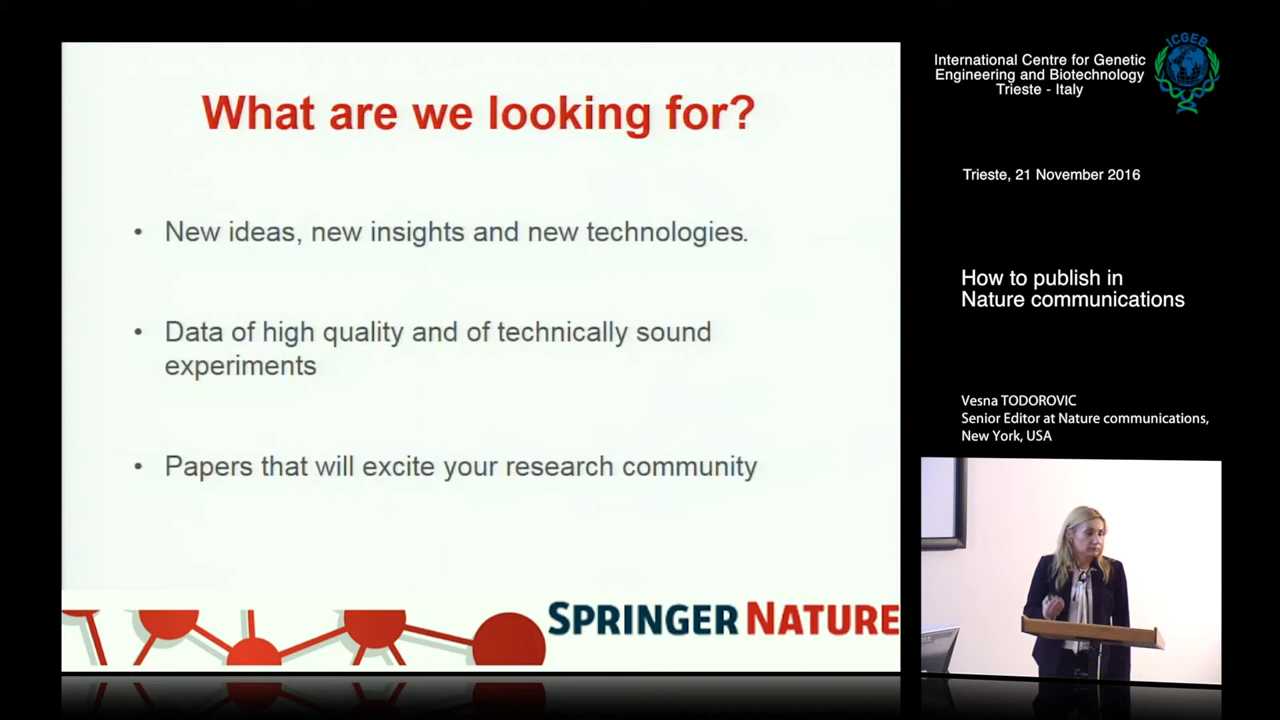 What are we looking for?
• New ideas, new insights and new technologies.
• Data of high quality and of technically sound
experiments
• Papers that will excite your research community
SPRINGER NATURE
ICGEB
International Centre for Genetic
Engineering and Biotechnology
Trieste - Italy
Trieste, 21 November 2016
How to publish in
Nature communications
Vesna TODOROVIC
Senior Editor at Nature communications,
New York, USA